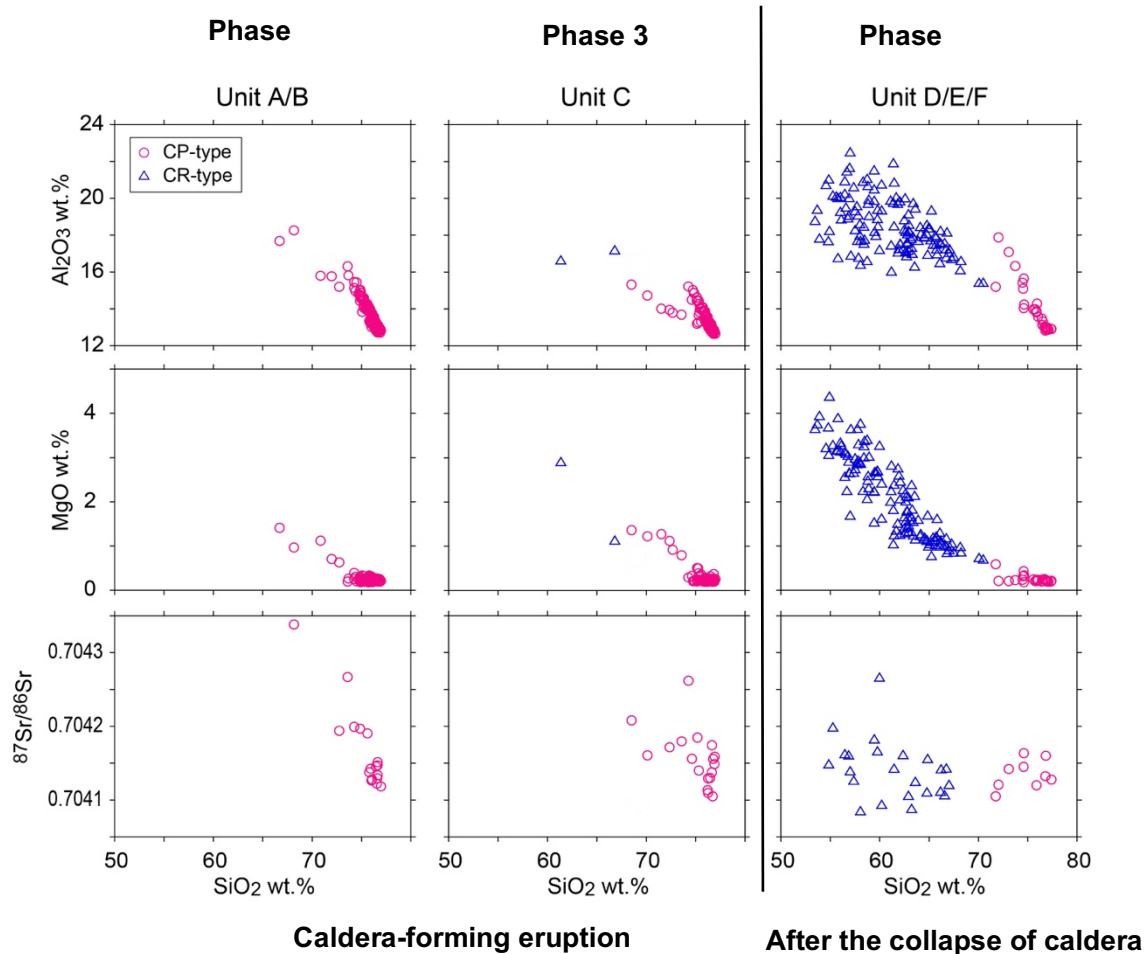 Phase
Phase 3
Phase
Unit A/B
Unit C
Unit D/E/F
24
20
16
12
Al₂O₃ wt.%
CP-type
CR-type
4
2
0
MgO wt.%
0.7043
0.7042
0.7041
⁸⁷Sr/⁸⁶Sr
50 60 70
50 60 70
50 60 70 80
SiO₂ wt.%
SiO₂ wt.%
SiO₂ wt.%
Caldera-forming eruption
After the collapse of caldera